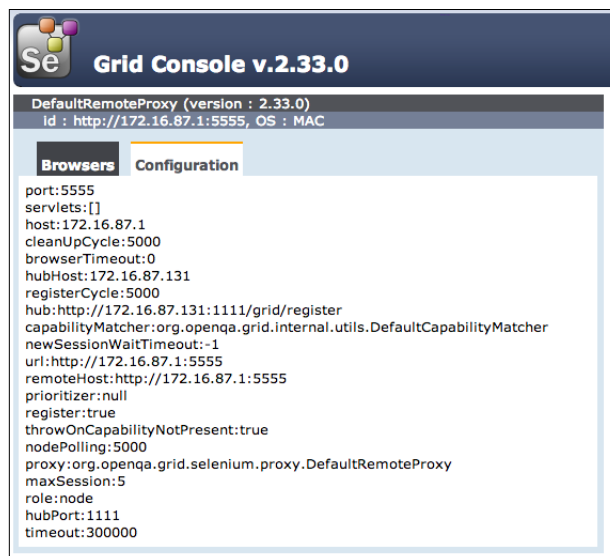 Se
Grid Console v.2.33.0
DefaultRemoteProxy (version : 2.33.0)
id : http://172.16.87.1:5555, OS : MAC
Browsers Configuration
port:5555
servlets:[]
host:172.16.87.1
cleanUpCycle:5000
browserTimeout:0
hubHost:172.16.87.131
registerCycle:5000
hub:http://172.16.87.131:1111/grid/register
capabilityMatcher:org.openqa.grid.internal.utils.DefaultCapabilityMatcher
newSessionWaitTimeout:-1
url:http://172.16.87.1:5555
remoteHost:http://172.16.87.1:5555
prioritizer:null
register:true
throwOnCapabilityNotPresent:true
nodePolling:5000
proxy:org.openqa.grid.selenium.proxy.DefaultRemoteProxy
maxSession:5
role:node
hubPort:1111
timeout:300000